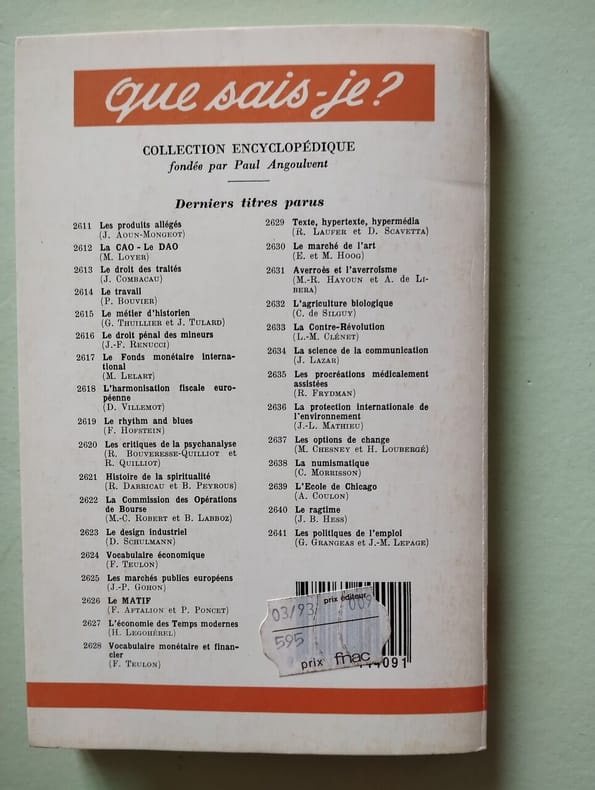 que sais-je?
COLLECTION ENCYCLOPÉDIQUE
fondée par Paul Angoulvent
Derniers titres parus
2611 Les produits allégés
(J. AOUN-MONGEOT)
2612 La CAO - Le DAO
(M. LOYER)
2613 Le droit des traités
(J. COMBACAU)
2614 Le travail
(P. BOUVIER)
2615 Le métier d'historien
(G. THUILLIER et J. TULARD)
2616 Le droit pénal des mineurs
(J.-F. RENUCCI)
2617 Le Fonds monétaire interna-
tional
(M. LELART)
2618 L'harmonisation fiscale euro-
péenne
(D. VILLEMOT)
2619 Le rhythm and blues
(F. HOFSTEIN)
2620 Les critiques de la psychanalyse
(R. BOUVERESSE-QUILLIOT et
R. QUILLIOT)
2621 Histoire de la spiritualité
(R. DARRICAU et B. PEYROUS)
2622 La Commission des Opérations
de Bourse
(M.-C. ROBERT et B. LABBOZ)
2623 Le design industriel
(D. SCHULMANN)
2624 Vocabulaire économique
(F. TEULON)
2625 Les marchés publics européens
(J.-P. GOHON)
2626 Le MATIF
(F. AFTALION et P. PONCET)
2627 L'économie des Temps modernes
(H. LEGOHÉREL)
2628 Vocabulaire monétaire et finan-
cier
(F. TEULON)
2629 Texte, hypertexte, hypermédia
(R. LAUFER et D. SCAVETTA)
2630 Le marché de l'art
(E. et M. HOOG)
2631 Averroès et l'averroïsme
(M.-R. HAYOUN et A. de LI-
BERA)
2632 L'agriculture biologique
(C. de SILGUY)
2633 La Contre-Révolution
(L.-M. CLÉNET)
2634 La science de la communication
(J. LAZAR)
2635 Les procréations médicalement
assistées
(R. FRYDMAN)
2636 La protection internationale de
l'environnement
(J.-L. MATHIEU)
2637 Les options de change
(M. CHESNEY et H. LOUBERGÉ)
2638 La numismatique
(C. MORRISSON)
2639 L'Ecole de Chicago
(A. COULON)
2640 Le ragtime
(J. B. HESS)
2641 Les politiques de l'emploi
(G. GRANGEAS et J.-M. LEPAGE)
prix éditeur
03/93 009
595
prix fnac